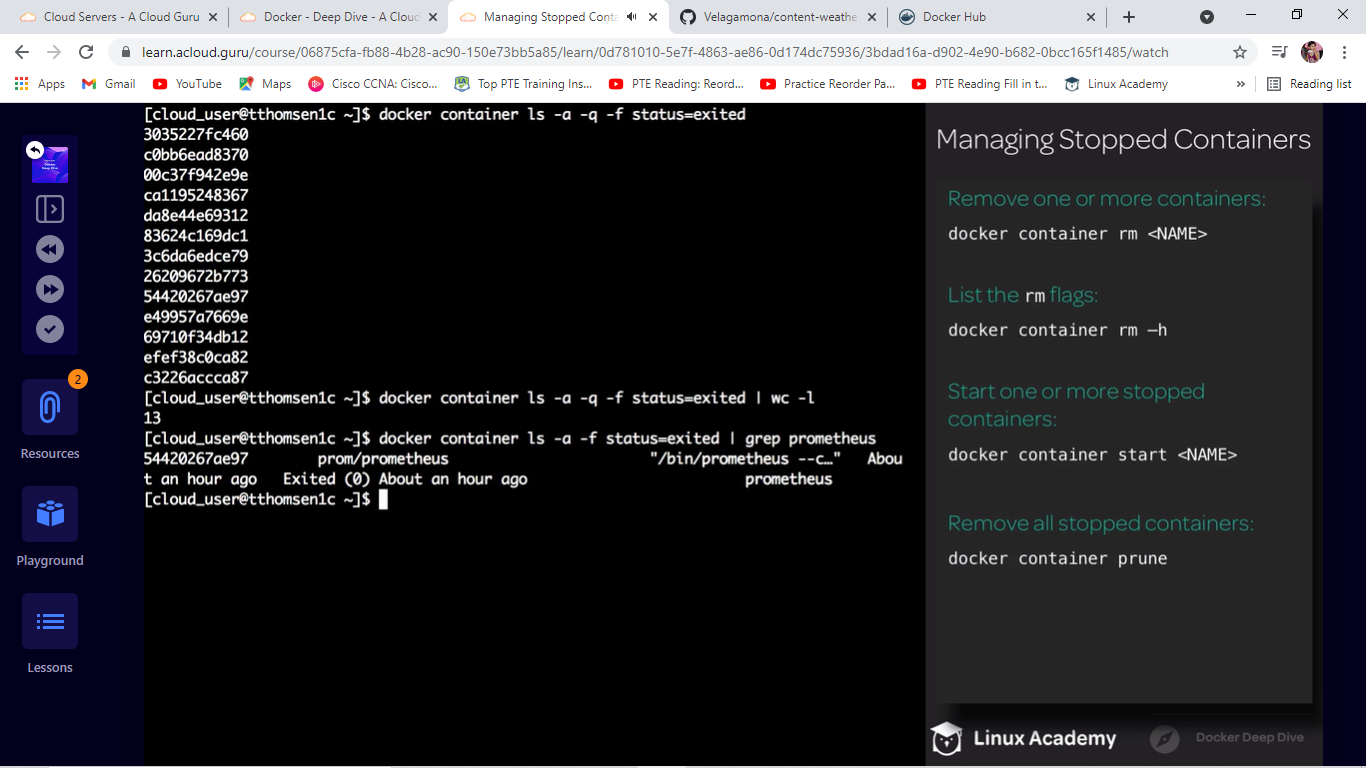 Cloud Servers - A Cloud Guru
Docker - Deep Dive - A Cloud
Managing Stopped Conta
Velagamona/content-weathe
Docker Hub
learn.acloud.guru/course/06875cfa-fb88-4b28-ac90-150e73bb5a85/learn/0d781010-5e7f-4863-ae86-0d174dc75936/3bdad16a-d902-4e90-b682-0bcc165f1485/watch
Apps
Gmail
YouTube
Maps
Cisco CCNA: Cisco...
Top PTE Training Ins...
PTE Reading: Reord...
Practice Reorder Pa...
PTE Reading Fill in t...
Linux Academy
»
Reading list
2
Resources
Playground
Lessons
[cloud_user@tthomsen1c ~]$ docker container ls -a -q -f status=exited
3035227fc460
c0bb6ead8370
00c37f942e9e
ca1195248367
da8e44e69312
83624c169dc1
3c6da6edce79
26209672b773
54420267ae97
e49957a7669e
69710f34db12
efef38c0ca82
c3226accca87
[cloud_user@tthomsen1c ~]$ docker container ls -a -q -f status=exited | wc -l
13
[cloud_user@tthomsen1c ~]$ docker container ls -a -f status=exited | grep prometheus
54420267ae97 prom/prometheus "/bin/prometheus --c…" Abou
t an hour ago Exited (0) About an hour ago prometheus
[cloud_user@tthomsen1c ~]$
Managing Stopped Containers
Remove one or more containers:
docker container rm <NAME>
List the rm flags:
docker container rm –h
Start one or more stopped
containers:
docker container start <NAME>
Remove all stopped containers:
docker container prune
Linux Academy
Docker Deep Dive